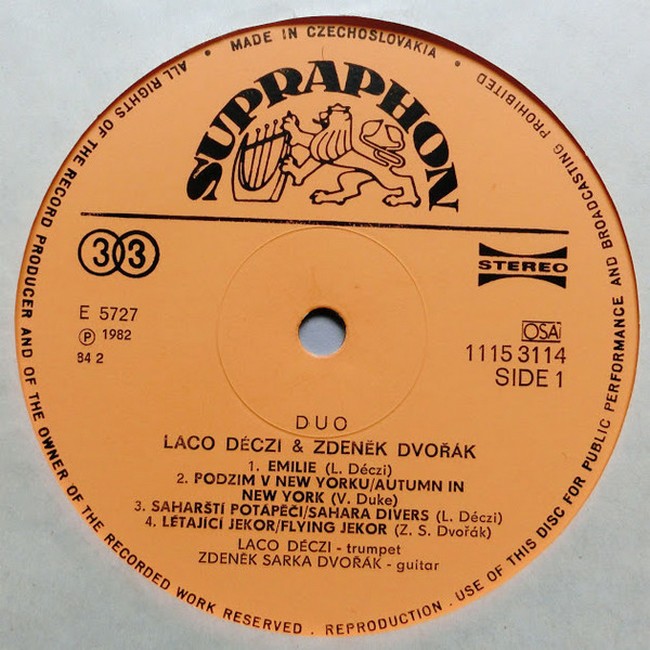 ALL RIGHTS OF THE RECORD PRODUCER AND OF THE OWNER OF THE RECORDED WORK RESERVED . REPRODUCTION . USE OF THIS DISC FOR PUBLIC PERFORMANCE AND BROADCASTING PROHIBITED
• MADE IN CZECHOSLOVAKIA •
SUPRAPHON
33
STEREO
E 5727
Ⓟ 1982
84 2
OSA
1115 3114
SIDE 1
DUO
LACO DÉCZI & ZDENĚK DVOŘÁK
1. EMILIE (L. Déczi)
2. PODZIM V NEW YORKU/AUTUMN IN
NEW YORK (V. Duke)
3. SAHARŠTÍ POTÁPĚČI/SAHARA DIVERS (L. Déczi)
4. LÉTAJÍCÍ JEKOR/FLYING JEKOR (Z. S. Dvořák)
LACO DÉCZI - trumpet
ZDENĚK SARKA DVOŘÁK - guitar